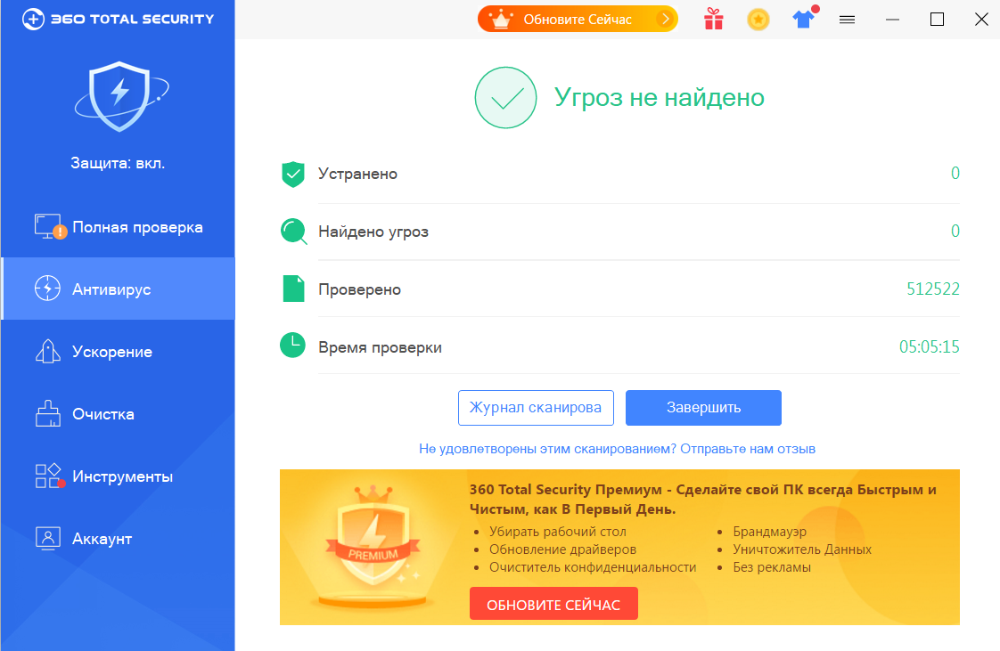 360 TOTAL SECURITY
Обновите Сейчас
Защита: вкл.
Полная проверка
Антивирус
Ускорение
Очистка
Инструменты
Аккаунт
Угроз не найдено
Устранено 0
Найдено угроз 0
Проверено 512522
Время проверки 05:05:15
Журнал сканирова
Завершить
Не удовлетворены этим сканированием? Отправьте нам отзыв
PREMIUM
360 Total Security Премиум - Сделайте свой ПК всегда Быстрым и
Чистым, как В Первый День.
• Убирать рабочий стол
• Обновление драйверов
• Очиститель конфиденциальности
• Брандмауэр
• Уничтожитель Данных
• Без рекламы
ОБНОВИТЕ СЕЙЧАС